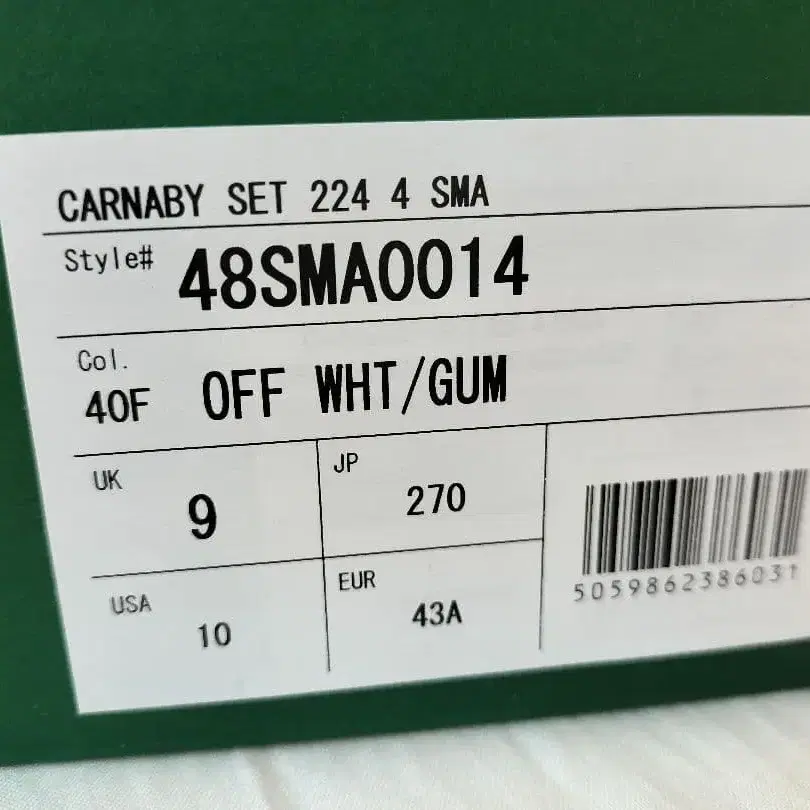 CARNABY SET 224 4 SMA
Style# 48SMA0014
Col.
40F OFF WHT/GUM
UK 9
JP 270
USA 10
EUR 43A
5059862386031